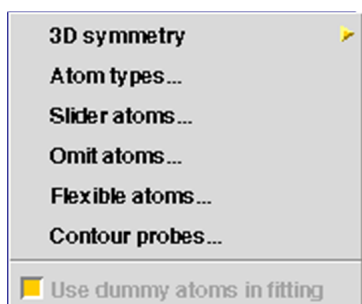 3D symmetry
Atom types...
Slider atoms...
Omit atoms...
Flexible atoms...
Contour probes...
Use dummy atoms in fitting